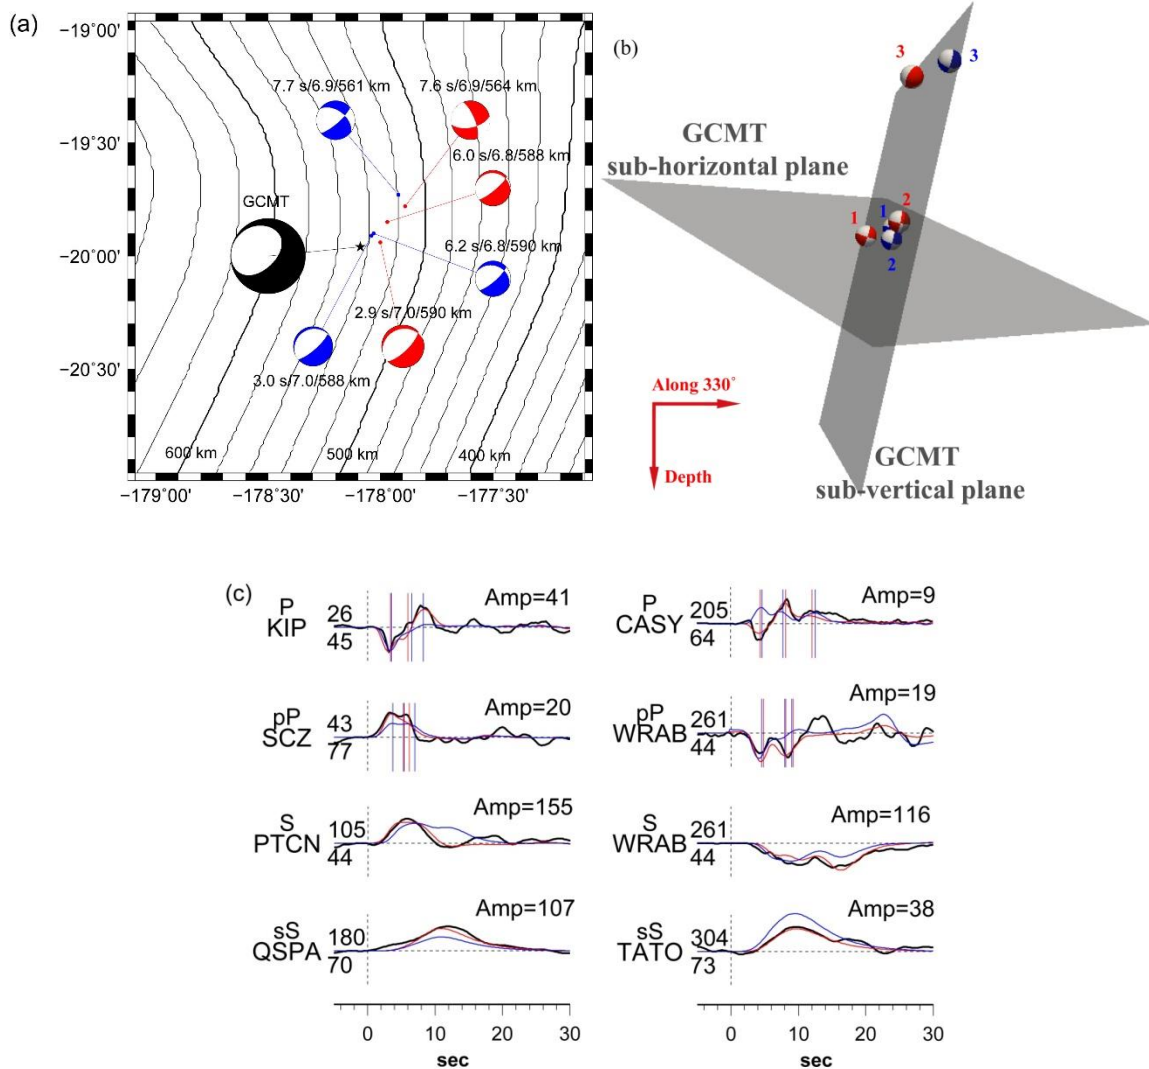 (a)
−19°00'
−19°30'
−20°00'
−20°30'
7.7 s/6.9/561 km
7.6 s/6.9/564 km
6.0 s/6.8/588 km
GCMT
6.2 s/6.8/590 km
2.9 s/7.0/590 km
3.0 s/7.0/588 km
600 km
500 km
400 km
−179°00'
−178°30'
−178°00'
−177°30'
(b)
3
3
GCMT
sub-horizontal plane
1
1
2
2
Along 330°
Depth
GCMT
sub-vertical plane
(c)
P
KIP
26
45
Amp=41
P
CASY
205
64
Amp=9
pP
SCZ
43
77
Amp=20
pP
WRAB
261
44
Amp=19
S
PTCN
105
44
Amp=155
S
WRAB
261
44
Amp=116
sS
QSPA
180
70
Amp=107
sS
TATO
304
73
Amp=38
0 10 20 30
sec
0 10 20 30
sec